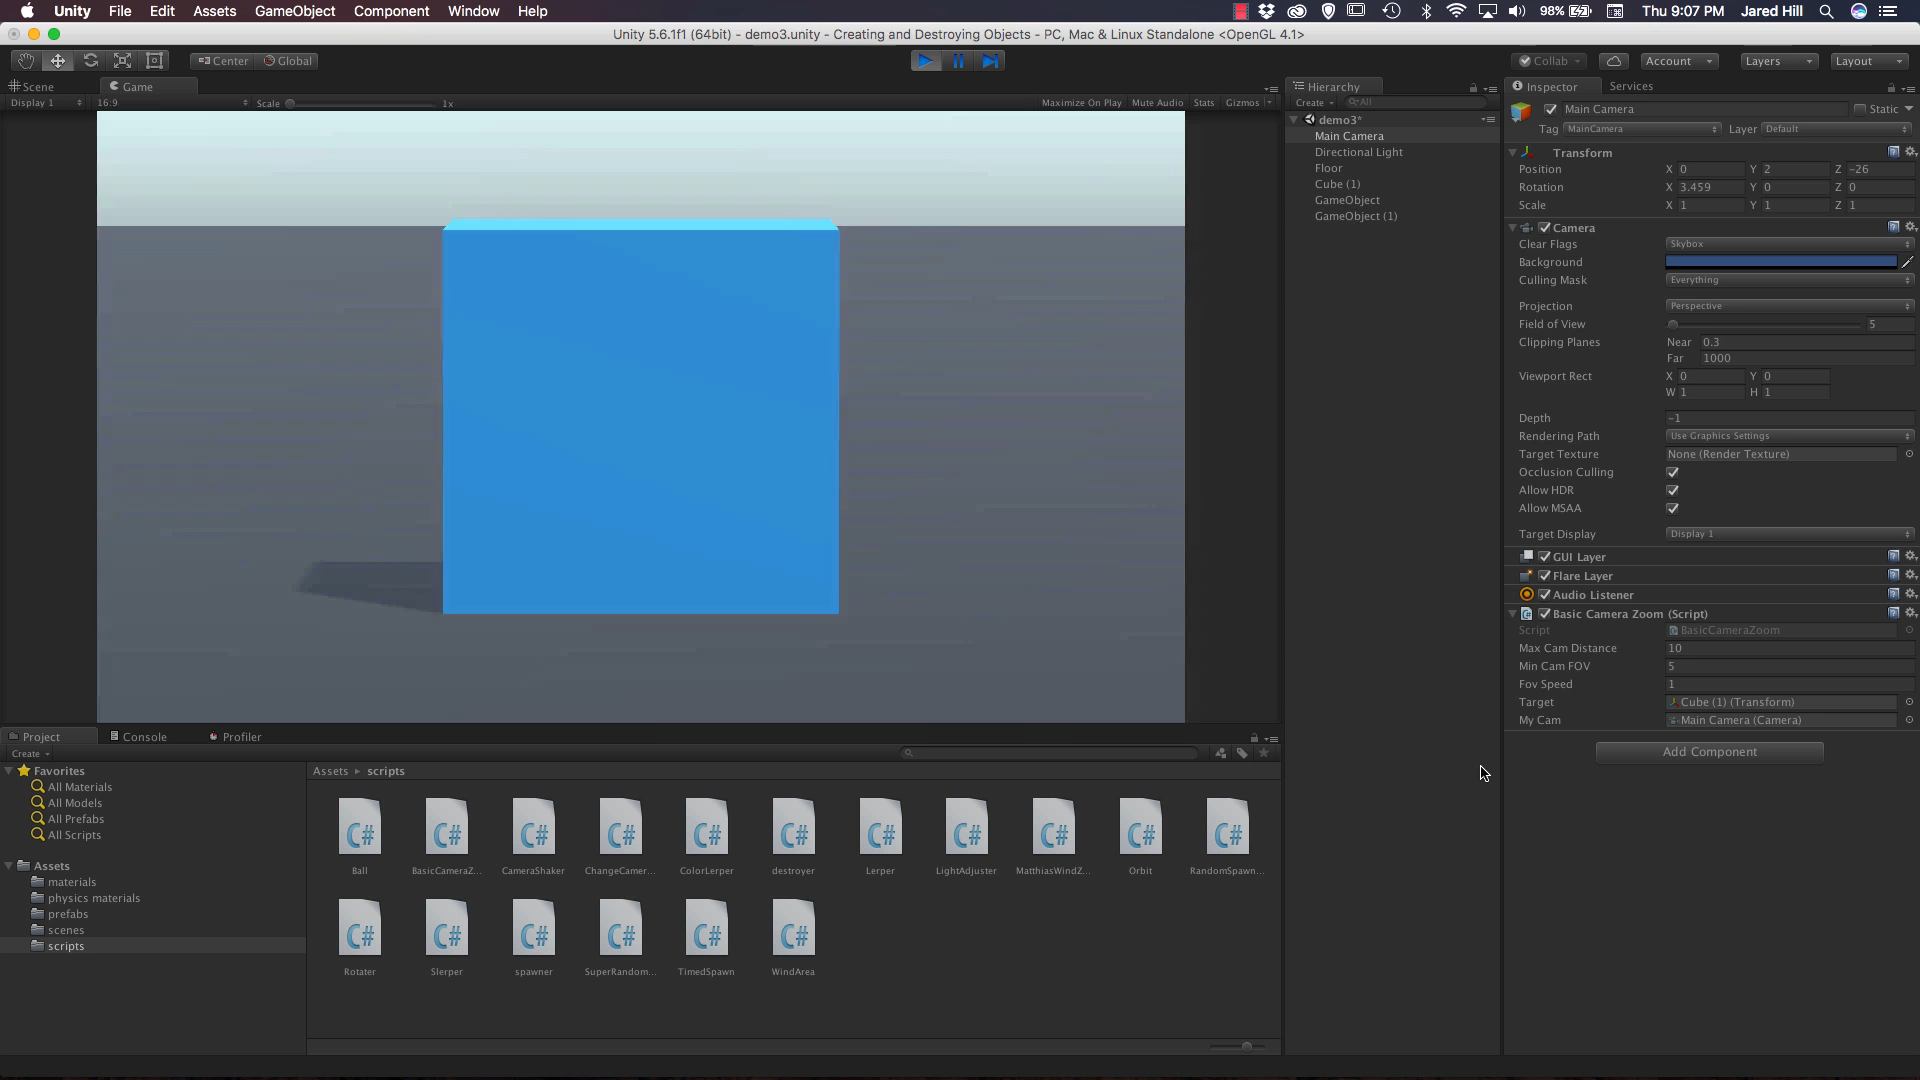 Unity File Edit Assets GameObject Component Window Help 98% Thu 9:07 PM Jared Hill
Unity 5.6.1f1 (64bit) - demo3.unity - Creating and Destroying Objects - PC, Mac & Linux Standalone <OpenGL 4.1>
Center Global Collab Account Layers Layout
Scene Game
Display 1 16:9 Scale 1x Maximize On Play Mute Audio Stats Gizmos
Hierarchy
Create All
demo3*
Main Camera
Directional Light
Floor
Cube (1)
GameObject
GameObject (1)
Inspector Services
Main Camera Static
Tag MainCamera Layer Default
Transform
Position X 0 Y 2 Z -26
Rotation X 3.459 Y 0 Z 0
Scale X 1 Y 1 Z 1
Camera
Clear Flags Skybox
Background
Culling Mask Everything
Projection Perspective
Field of View 5
Clipping Planes Near 0.3
Far 1000
Viewport Rect X 0 Y 0
W 1 H 1
Depth -1
Rendering Path Use Graphics Settings
Target Texture None (Render Texture)
Occlusion Culling
Allow HDR
Allow MSAA
Target Display Display 1
GUI Layer
Flare Layer
Audio Listener
Basic Camera Zoom (Script)
Script BasicCameraZoom
Max Cam Distance 10
Min Cam FOV 5
Fov Speed 1
Target Cube (1) (Transform)
My Cam Main Camera (Camera)
Add Component
Project Console Profiler
Create
Favorites
All Materials
All Models
All Prefabs
All Scripts
Assets
materials
physics materials
prefabs
scenes
scripts
Assets ▸ scripts
C# C# C# C# C# C# C# C# C# C# C#
Ball BasicCameraZ... CameraShaker ChangeCamer... ColorLerper destroyer Lerper LightAdjuster MatthiasWindZ... Orbit RandomSpawn...
C# C# C# C# C# C#
Rotater Slerper spawner SuperRandom... TimedSpawn WindArea